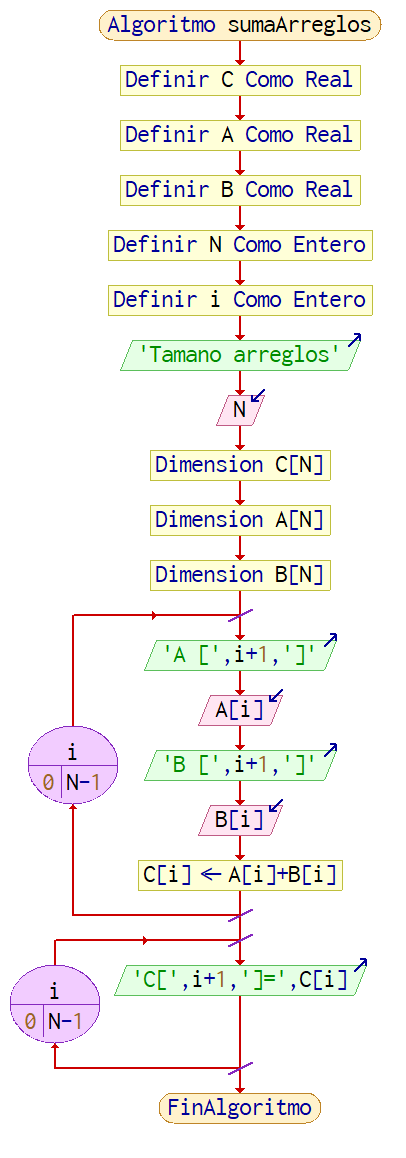 Algoritmo sumaArreglos
Definir C Como Real
Definir A Como Real
Definir B Como Real
Definir N Como Entero
Definir i Como Entero
'Tamano arreglos'
N
Dimension C[N]
Dimension A[N]
Dimension B[N]
'A [',i+1,']'
A[i]
i
0 N-1
'B [',i+1,']'
B[i]
C[i] ← A[i]+B[i]
i
0 N-1
'C[',i+1,']=',C[i]
FinAlgoritmo